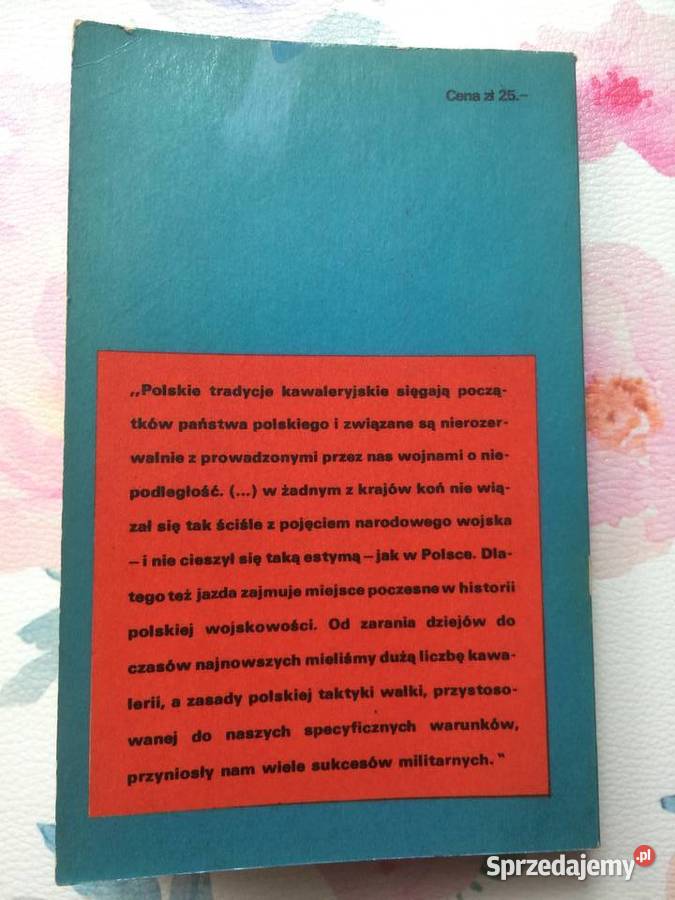 Cena zł 25.–
„Polskie tradycje kawaleryjskie sięgają począ-
tków państwa polskiego i związane są nierozer-
walnie z prowadzonymi przez nas wojnami o nie-
podległość. (...) w żadnym z krajów koń nie wią-
zał się tak ściśle z pojęciem narodowego wojska
– i nie cieszył się taką estymą – jak w Polsce. Dla-
tego też jazda zajmuje miejsce poczesne w historii
polskiej wojskowości. Od zarania dziejów do
czasów najnowszych mieliśmy dużą liczbę kawa-
lerii, a zasady polskiej taktyki walki, przystoso-
wanej do naszych specyficznych warunków,
przyniosły nam wiele sukcesów militarnych.“
Sprzedajemy.pl